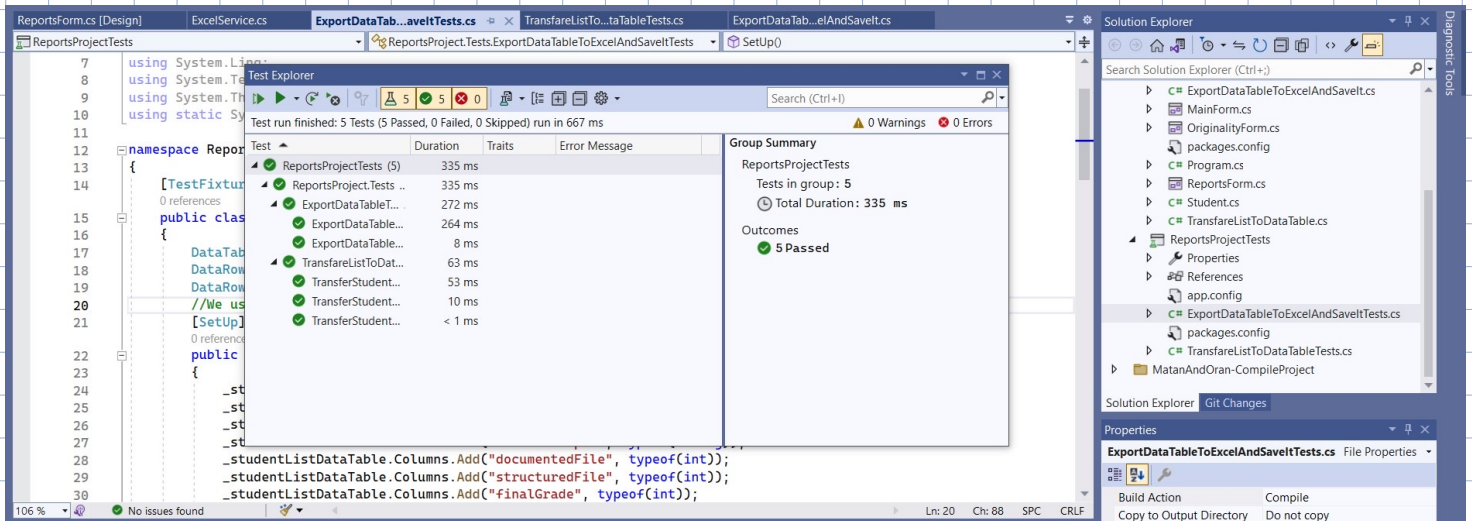 ReportsForm.cs [Design] ExcelService.cs ExportDataTab...aveItTests.cs TransfareListTo...taTableTests.cs ExportDataTab...elAndSaveIt.cs
ReportsProjectTests ReportsProject.Tests.ExportDataTableToExcelAndSaveItTests SetUp()
7 using System.Linq;
8 using System.Te
9 using System.Th
10 using static Sy
11
12 namespace Repor
13 {
14 [TestFixtur
0 references
15 public clas
16 {
17 DataTab
18 DataRow
19 DataRow
20 //We us
21 [SetUp]
0 reference
22 public
23 {
24 _st
25 _st
26 _st
27 _st
28 _studentListDataTable.Columns.Add("documentedFile", typeof(int));
29 _studentListDataTable.Columns.Add("structuredFile", typeof(int));
30 _studentListDataTable.Columns.Add("finalGrade", typeof(int));
106 % No issues found Ln: 20 Ch: 88 SPC CRLF
Test Explorer
5 5 0 Search (Ctrl+I)
Test run finished: 5 Tests (5 Passed, 0 Failed, 0 Skipped) run in 667 ms 0 Warnings 0 Errors
Test Duration Traits Error Message
ReportsProjectTests (5) 335 ms
ReportsProject.Tests .. 335 ms
ExportDataTableT... 272 ms
ExportDataTable... 264 ms
ExportDataTable... 8 ms
TransfareListToDat... 63 ms
TransferStudent... 53 ms
TransferStudent... 10 ms
TransferStudent... < 1 ms
Group Summary
ReportsProjectTests
Tests in group: 5
Total Duration: 335 ms
Outcomes
5 Passed
Solution Explorer
Search Solution Explorer (Ctrl+;)
C# ExportDataTableToExcelAndSaveIt.cs
MainForm.cs
OriginalityForm.cs
packages.config
C# Program.cs
ReportsForm.cs
C# Student.cs
C# TransfareListToDataTable.cs
ReportsProjectTests
Properties
References
app.config
C# ExportDataTableToExcelAndSaveItTests.cs
packages.config
C# TransfareListToDataTableTests.cs
MatanAndOran-CompileProject
Solution Explorer Git Changes
Properties
ExportDataTableToExcelAndSaveItTests.cs File Properties
Build Action Compile
Copy to Output Directory Do not copy
Diagnostic Tools